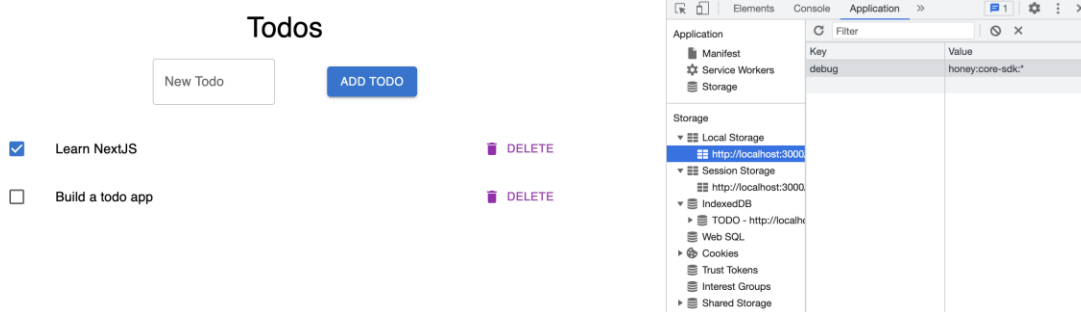 Todos
New Todo
ADD TODO
Learn NextJS
DELETE
Build a todo app
DELETE
Elements Console Application » 1
Application
Manifest
Service Workers
Storage
Storage
Local Storage
http://localhost:3000
Session Storage
http://localhost:3000
IndexedDB
TODO - http://localh
Web SQL
Cookies
Trust Tokens
Interest Groups
Shared Storage
Filter
Key Value
debug honey:core-sdk:*